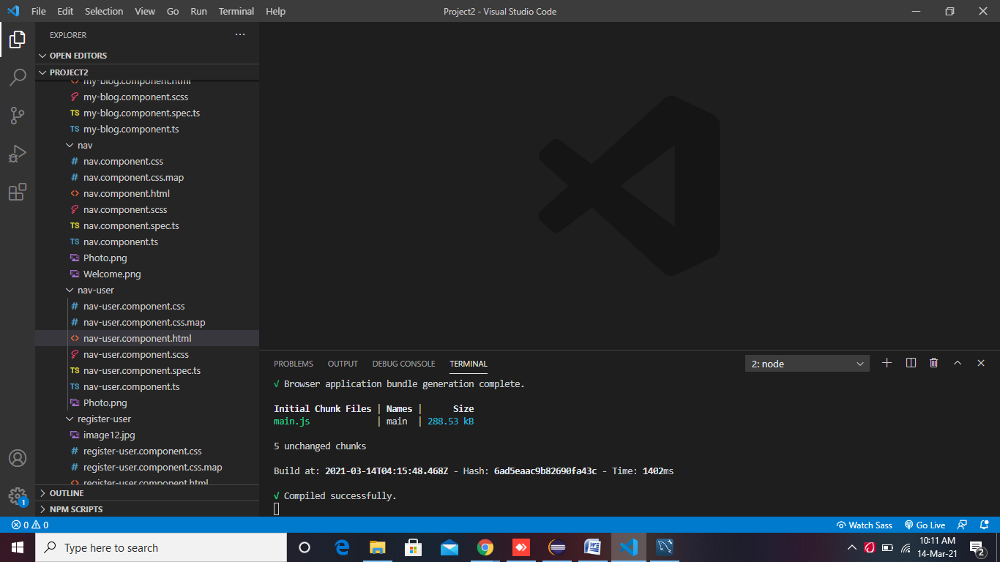 File Edit Selection View Go Run Terminal Help
Project2 - Visual Studio Code
EXPLORER
OPEN EDITORS
PROJECT2
my-blog.component.html
my-blog.component.scss
my-blog.component.spec.ts
my-blog.component.ts
nav
nav.component.css
nav.component.css.map
nav.component.html
nav.component.scss
nav.component.spec.ts
nav.component.ts
Photo.png
Welcome.png
nav-user
nav-user.component.css
nav-user.component.css.map
nav-user.component.html
nav-user.component.scss
nav-user.component.spec.ts
nav-user.component.ts
Photo.png
register-user
image12.jpg
register-user.component.css
register-user.component.css.map
register-user.component.html
OUTLINE
NPM SCRIPTS
1
PROBLEMS OUTPUT DEBUG CONSOLE TERMINAL
2: node
√ Browser application bundle generation complete.
Initial Chunk Files | Names | Size
main.js | main | 288.53 kB
5 unchanged chunks
Build at: 2021-03-14T04:15:48.468Z - Hash: 6ad5eaac9b82690fa43c - Time: 1402ms
√ Compiled successfully.
0 0
Watch Sass Go Live
Type here to search
10:11 AM
14-Mar-21
2